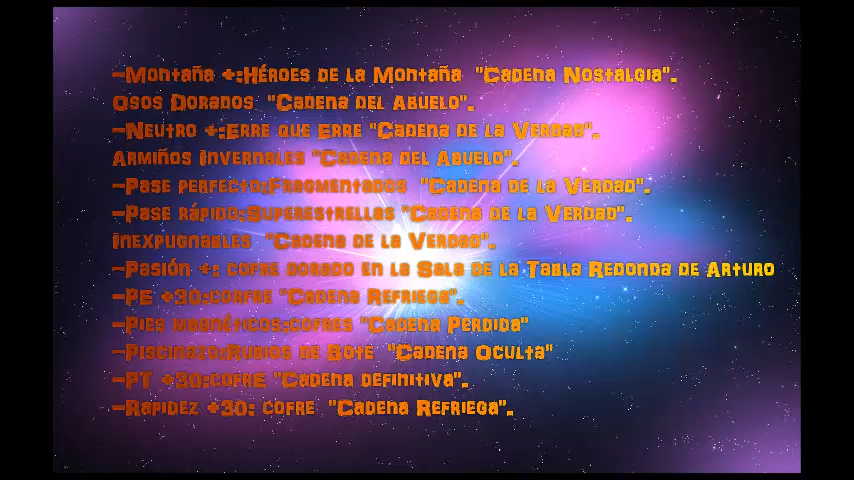 -Montaña +:Héroes de la Montaña "Cadena Nostalgia".
Osos Dorados "Cadena del Abuelo".
-Neutro +:Erre que Erre "Cadena de la Verdad".
Armiños Invernales "Cadena del Abuelo".
-Pase perfecto:Fragmentados "Cadena de la Verdad".
-Pase rápido:Superestrellas "Cadena de la Verdad".
Inexpugnables "Cadena de la Verdad".
-Pasión +: cofre dorado en la Sala de la Tabla Redonda de Arturo
-PE +30:corfre "Cadena Refriega".
-Pies magnéticos:cofres "Cadena Perdida"
-Piscinazo:Rubios de Bote "Cadena Oculta"
-PT +30:cofre "Cadena definitiva".
-Rapidez +30: cofre "Cadena Refriega".